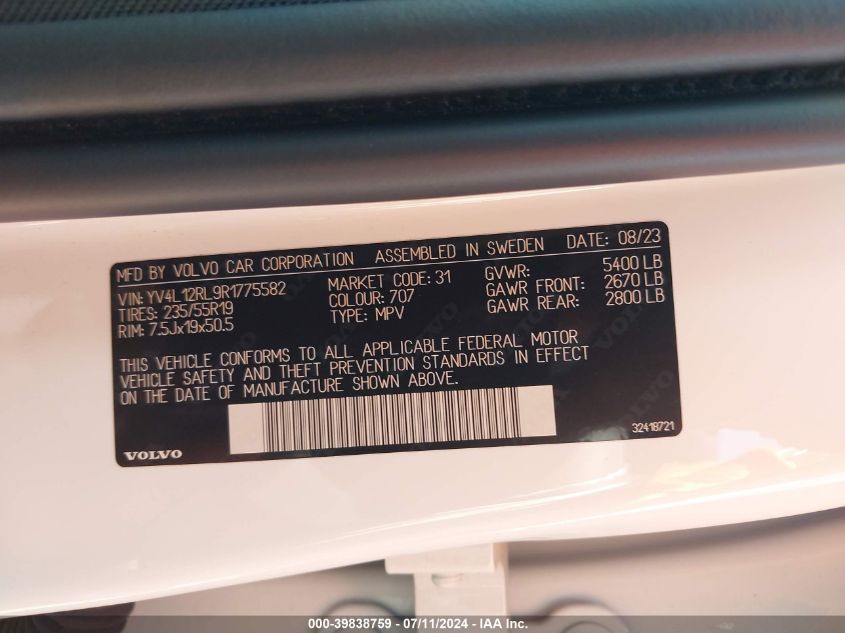 MFD BY VOLVO CAR CORPORATION ASSEMBLED IN SWEDEN DATE: 08/23
VIN: YV4L12RL9R1775582 MARKET CODE: 31 GVWR: 5400 LB
TIRES: 235/55R19 COLOUR: 707 GAWR FRONT: 2670 LB
RIM: 7.5Jx19x50.5 TYPE: MPV GAWR REAR: 2800 LB
THIS VEHICLE CONFORMS TO ALL APPLICABLE FEDERAL MOTOR
VEHICLE SAFETY AND THEFT PREVENTION STANDARDS IN EFFECT
ON THE DATE OF MANUFACTURE SHOWN ABOVE.
VOLVO 32418721
000-39838759 / 07/11/2024 - IAA Inc.